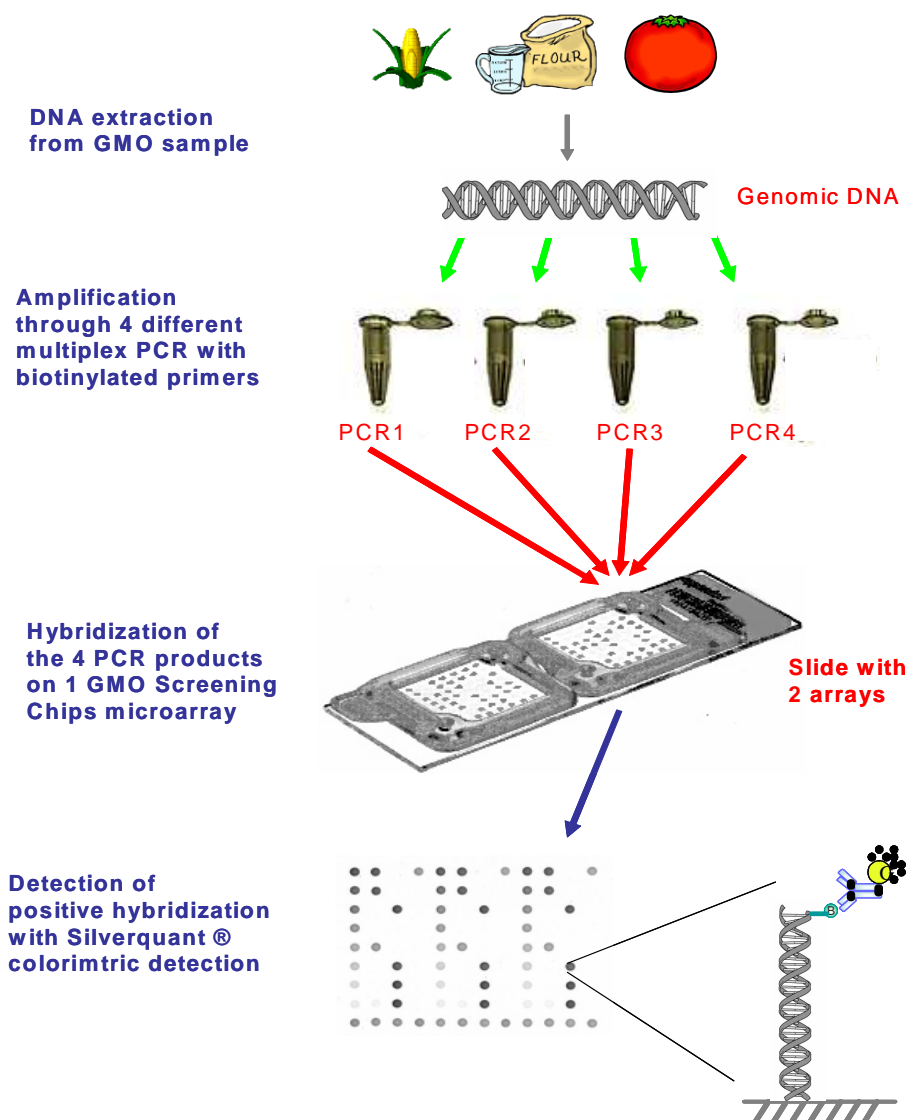 FLOUR
DNA extraction
from GMO sample
Genomic DNA
Amplification
through 4 different
multiplex PCR with
biotinylated primers
PCR1
PCR2
PCR3
PCR4
Hybridization of
the 4 PCR products
on 1 GMO Screening
Chips microarray
Slide with
2 arrays
Detection of
positive hybridization
with Silverquant ®
colorimtric detection
B